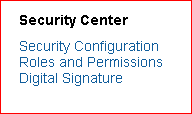 Security Center
Security Configuration
Roles and Permissions
Digital Signature